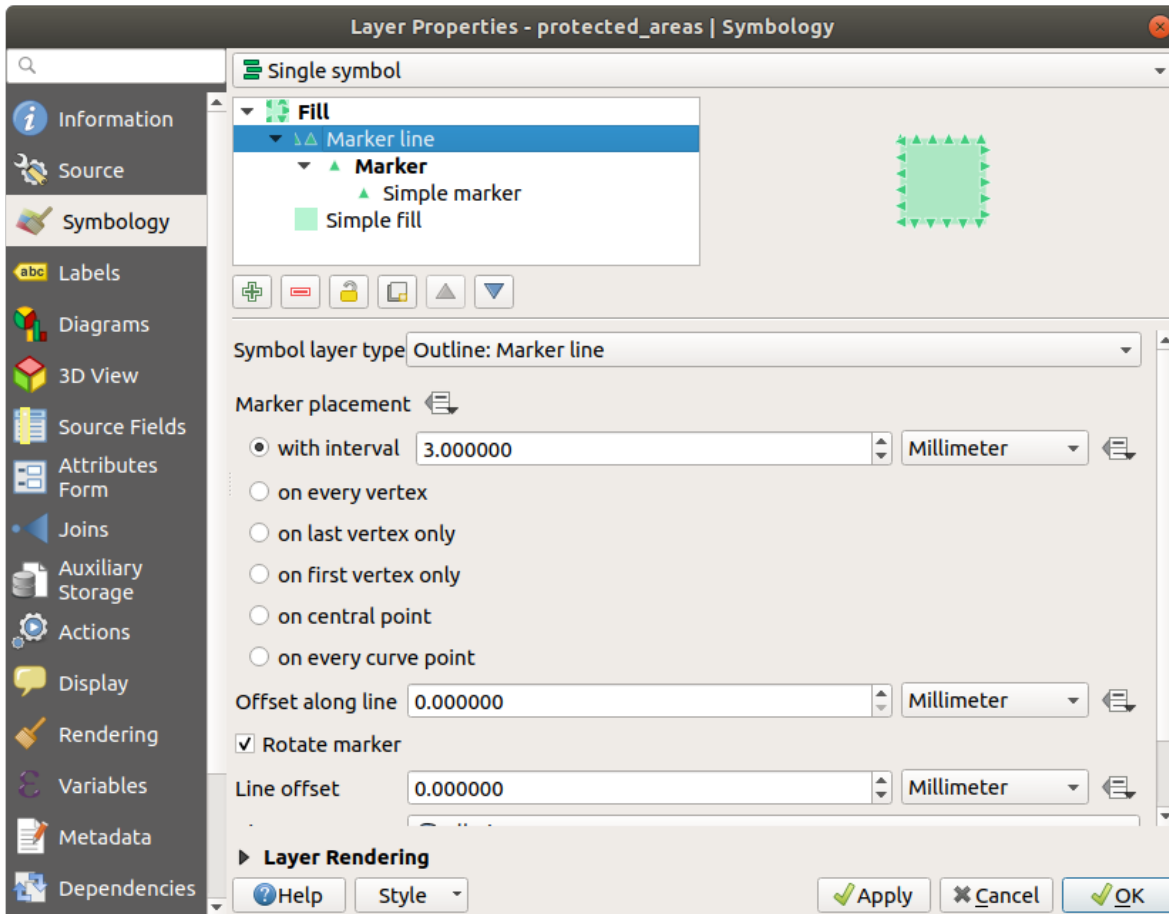 Layer Properties - protected_areas | Symbology
Single symbol
Information
Source
Symbology
abc Labels
Diagrams
3D View
Source Fields
Attributes
Form
Joins
Auxiliary
Storage
Actions
Display
Rendering
Variables
Metadata
Dependencies
Fill
Marker line
Marker
Simple marker
Simple fill
Symbol layer type Outline: Marker line
Marker placement
with interval 3.000000 Millimeter
on every vertex
on last vertex only
on first vertex only
on central point
on every curve point
Offset along line 0.000000 Millimeter
Rotate marker
Line offset 0.000000 Millimeter
Layer Rendering
Help Style Apply Cancel OK